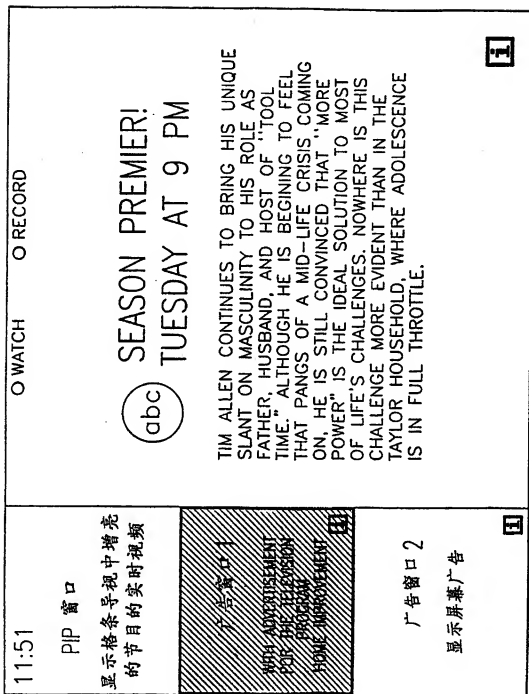 11:51
PIP 窗口
显示格条导视中增亮
的节目的实时视频
广告窗口 1
WITH ADVERTISEMENT
FOR THE TELEVISION
PROGRAM
HOME IMPROVEMENT
i
广告窗口 2
显示屏幕广告
i
O WATCH O RECORD
abc
SEASON PREMIER!
TUESDAY AT 9 PM
TIM ALLEN CONTINUES TO BRING HIS UNIQUE
SLANT ON MASCULINITY TO HIS ROLE AS
FATHER, HUSBAND, AND HOST OF "TOOL
TIME." ALTHOUGH HE IS BEGINING TO FEEL
THAT PANGS OF A MID-LIFE CRISIS COMING
ON, HE IS STILL CONVINCED THAT "MORE
POWER" IS THE IDEAL SOLUTION TO MOST
OF LIFE'S CHALLENGES. NOWHERE IS THIS
CHALLENGE MORE EVIDENT THAN IN THE
TAYLOR HOUSEHOLD, WHERE ADOLESCENCE
IS IN FULL THROTTLE.
i